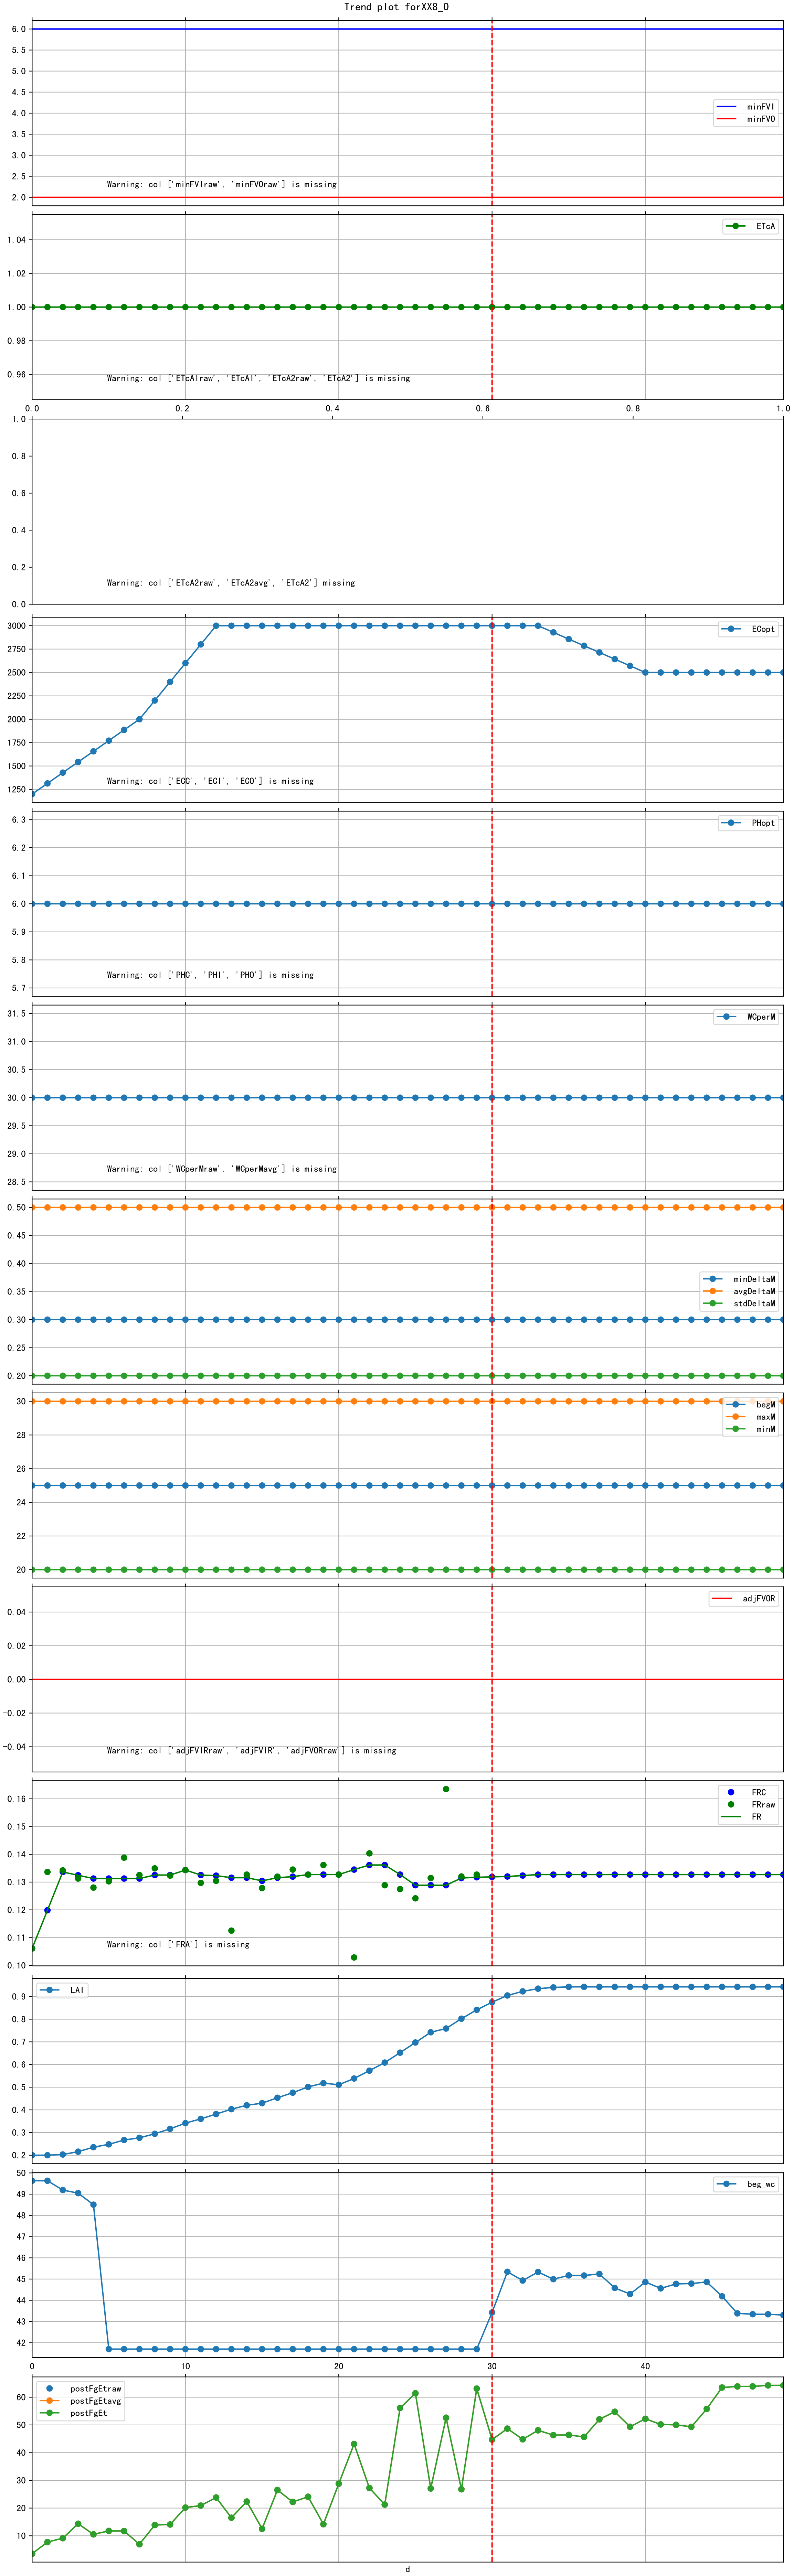 Trend plot forXX8_0
6.0
5.5
5.0
4.5
4.0
3.5
3.0
2.5
2.0
minFVI
minFVO
Warning: col ['minFVIraw', 'minFVOraw'] is missing
1.04
1.02
1.00
0.98
0.96
ETcA
Warning: col ['ETcA1raw', 'ETcA1', 'ETcA2raw', 'ETcA2'] is missing
0.0 0.2 0.4 0.6 0.8 1.0
1.0
0.8
0.6
0.4
0.2
0.0
Warning: col ['ETcA2raw', 'ETcA2avg', 'ETcA2'] missing
3000
2750
2500
2250
2000
1750
1500
1250
ECopt
Warning: col ['ECC', 'ECI', 'ECO'] is missing
6.3
6.2
6.1
6.0
5.9
5.8
5.7
PHopt
Warning: col ['PHC', 'PHI', 'PHO'] is missing
31.5
31.0
30.5
30.0
29.5
29.0
28.5
WCperM
Warning: col ['WCperMraw', 'WCperMavg'] is missing
0.50
0.45
0.40
0.35
0.30
0.25
0.20
minDeltaM
avgDeltaM
stdDeltaM
30
28
26
24
22
20
begM
maxM
minM
0.04
0.02
0.00
−0.02
−0.04
adjFVOR
Warning: col ['adjFVIRraw', 'adjFVIR', 'adjFVORraw'] is missing
0.16
0.15
0.14
0.13
0.12
0.11
0.10
FRC
FRraw
FR
Warning: col ['FRA'] is missing
0.9
0.8
0.7
0.6
0.5
0.4
0.3
0.2
LAI
50
49
48
47
46
45
44
43
42
beg_wc
0 10 20 30 40
60
50
40
30
20
10
postFgEtraw
postFgEtavg
postFgEt
d